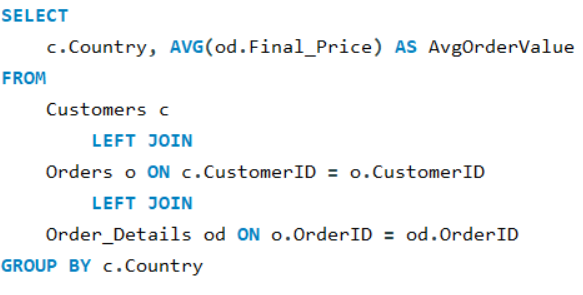 SELECT
c.Country, AVG(od.Final_Price) AS AvgOrderValue
FROM
Customers c
LEFT JOIN
Orders o ON c.CustomerID = o.CustomerID
LEFT JOIN
Order_Details od ON o.OrderID = od.OrderID
GROUP BY c.Country